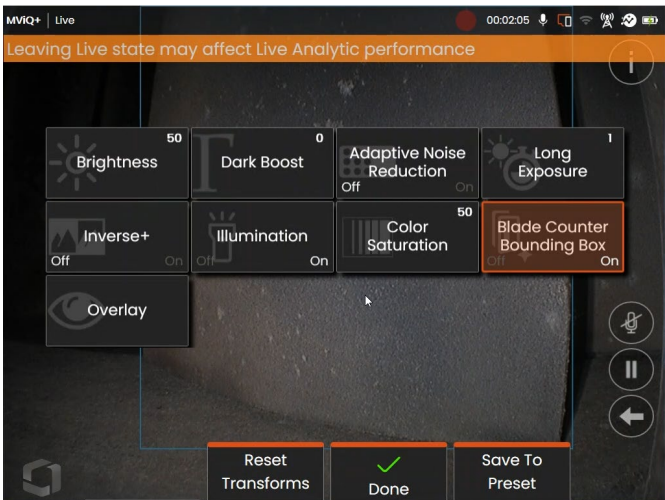 MViQ+ | Live
00:02:05
Leaving Live state may affect Live Analytic performance
i
50
Brightness
0
Dark Boost
Adaptive Noise
Reduction
Off On
1
Long
Exposure
Inverse+
Off On
Illumination
Off On
50
Color
Saturation
Blade Counter
Bounding Box
Off On
Overlay
Reset
Transforms
Done
Save To
Preset